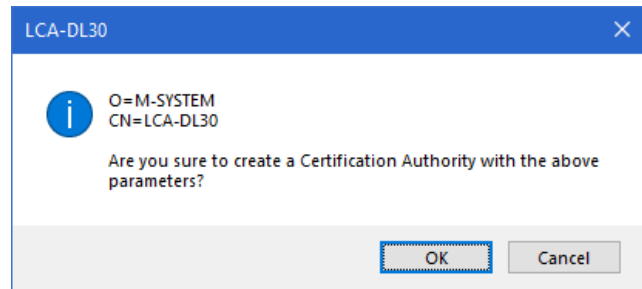 LCA-DL30
O=M-SYSTEM
CN=LCA-DL30
Are you sure to create a Certification Authority with the above
parameters?
OK
Cancel